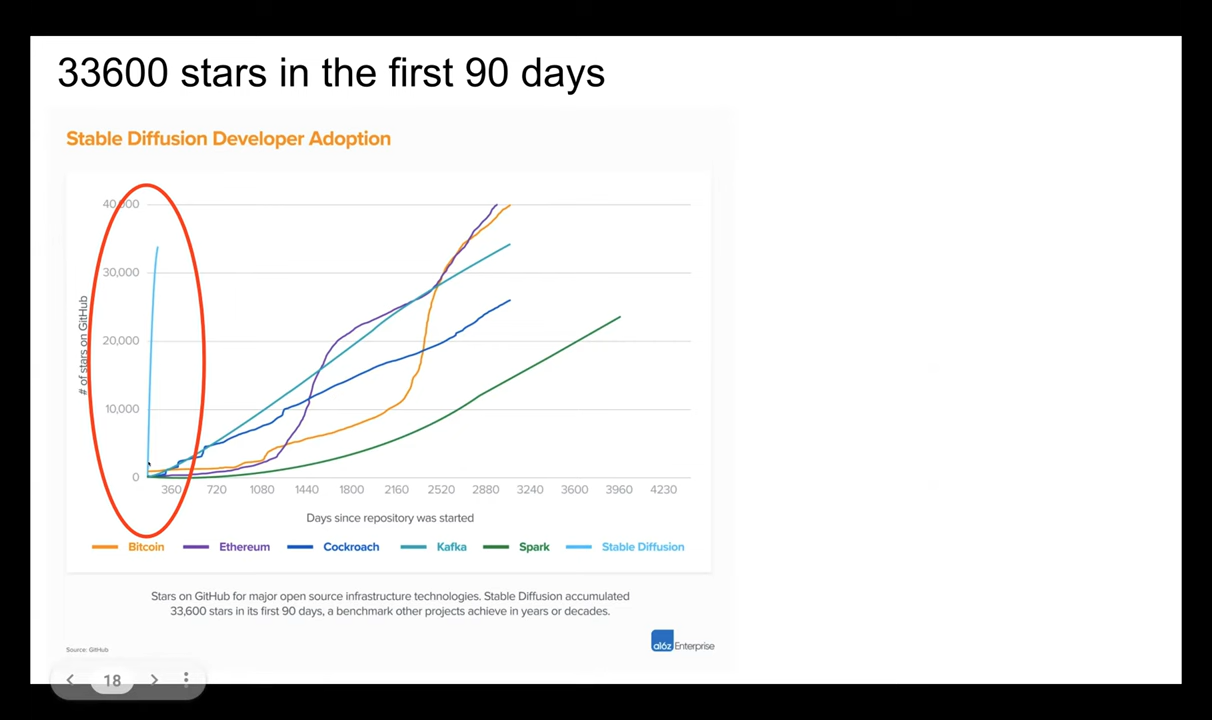 33600 stars in the first 90 days
Stable Diffusion Developer Adoption
40,000
30,000
20,000
10,000
0
# of stars on GitHub
360 720 1080 1440 1800 2160 2520 2880 3240 3600 3960 4230
Days since repository was started
Bitcoin Ethereum Cockroach Kafka Spark Stable Diffusion
Stars on GitHub for major open source infrastructure technologies. Stable Diffusion accumulated
33,600 stars in its first 90 days, a benchmark other projects achieve in years or decades.
a16z Enterprise
Source: GitHub
18